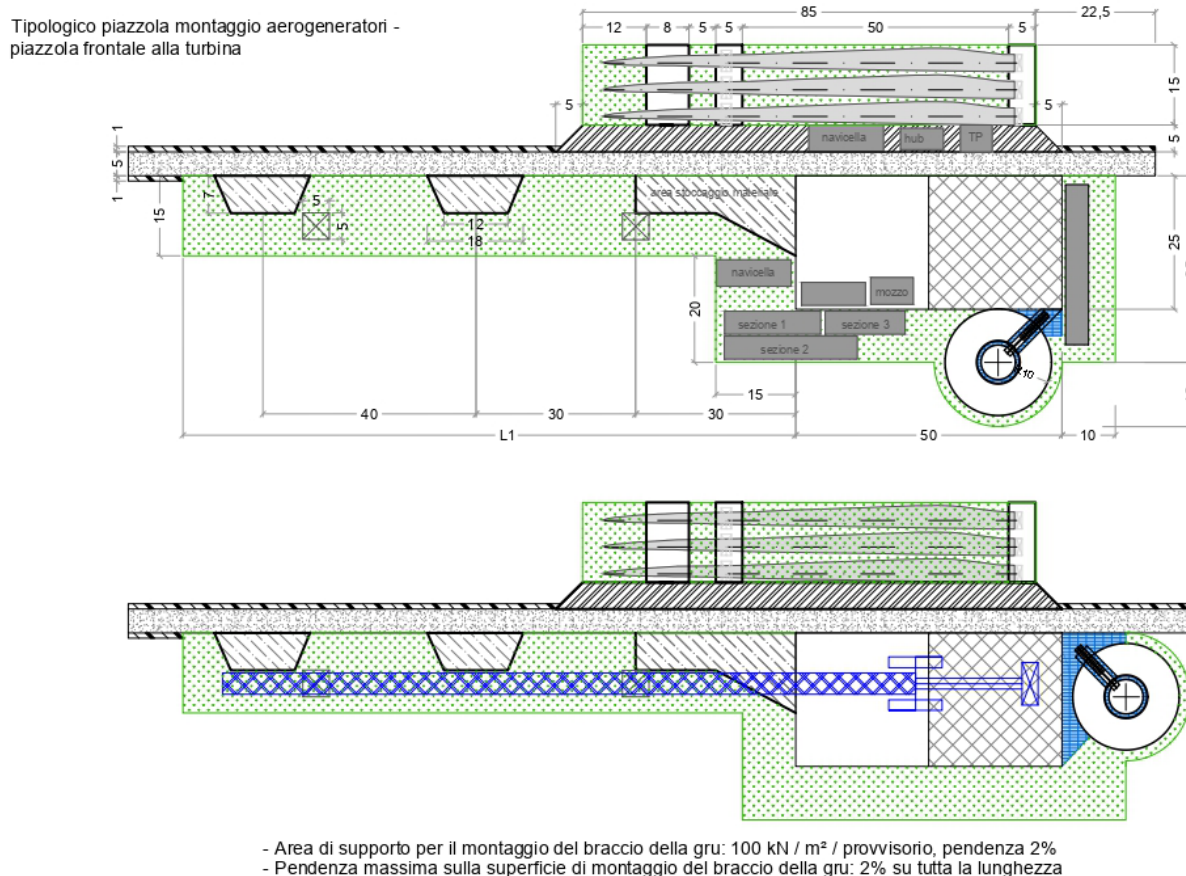 Tipologico piazzola montaggio aerogeneratori -
piazzola frontale alla turbina
85
22,5
12
8
5
5
50
5
15
5
5
5
navicella
hub
TP
1
5
1
15
7
5
5
12
18
area stoccaggio materiale
25
20
navicella
mozzo
sezione 1
sezione 3
sezione 2
15
40
30
30
L1
50
10
- Area di supporto per il montaggio del braccio della gru: 100 kN / m² / provvisorio, pendenza 2%
- Pendenza massima sulla superficie di montaggio del braccio della gru: 2% su tutta la lunghezza